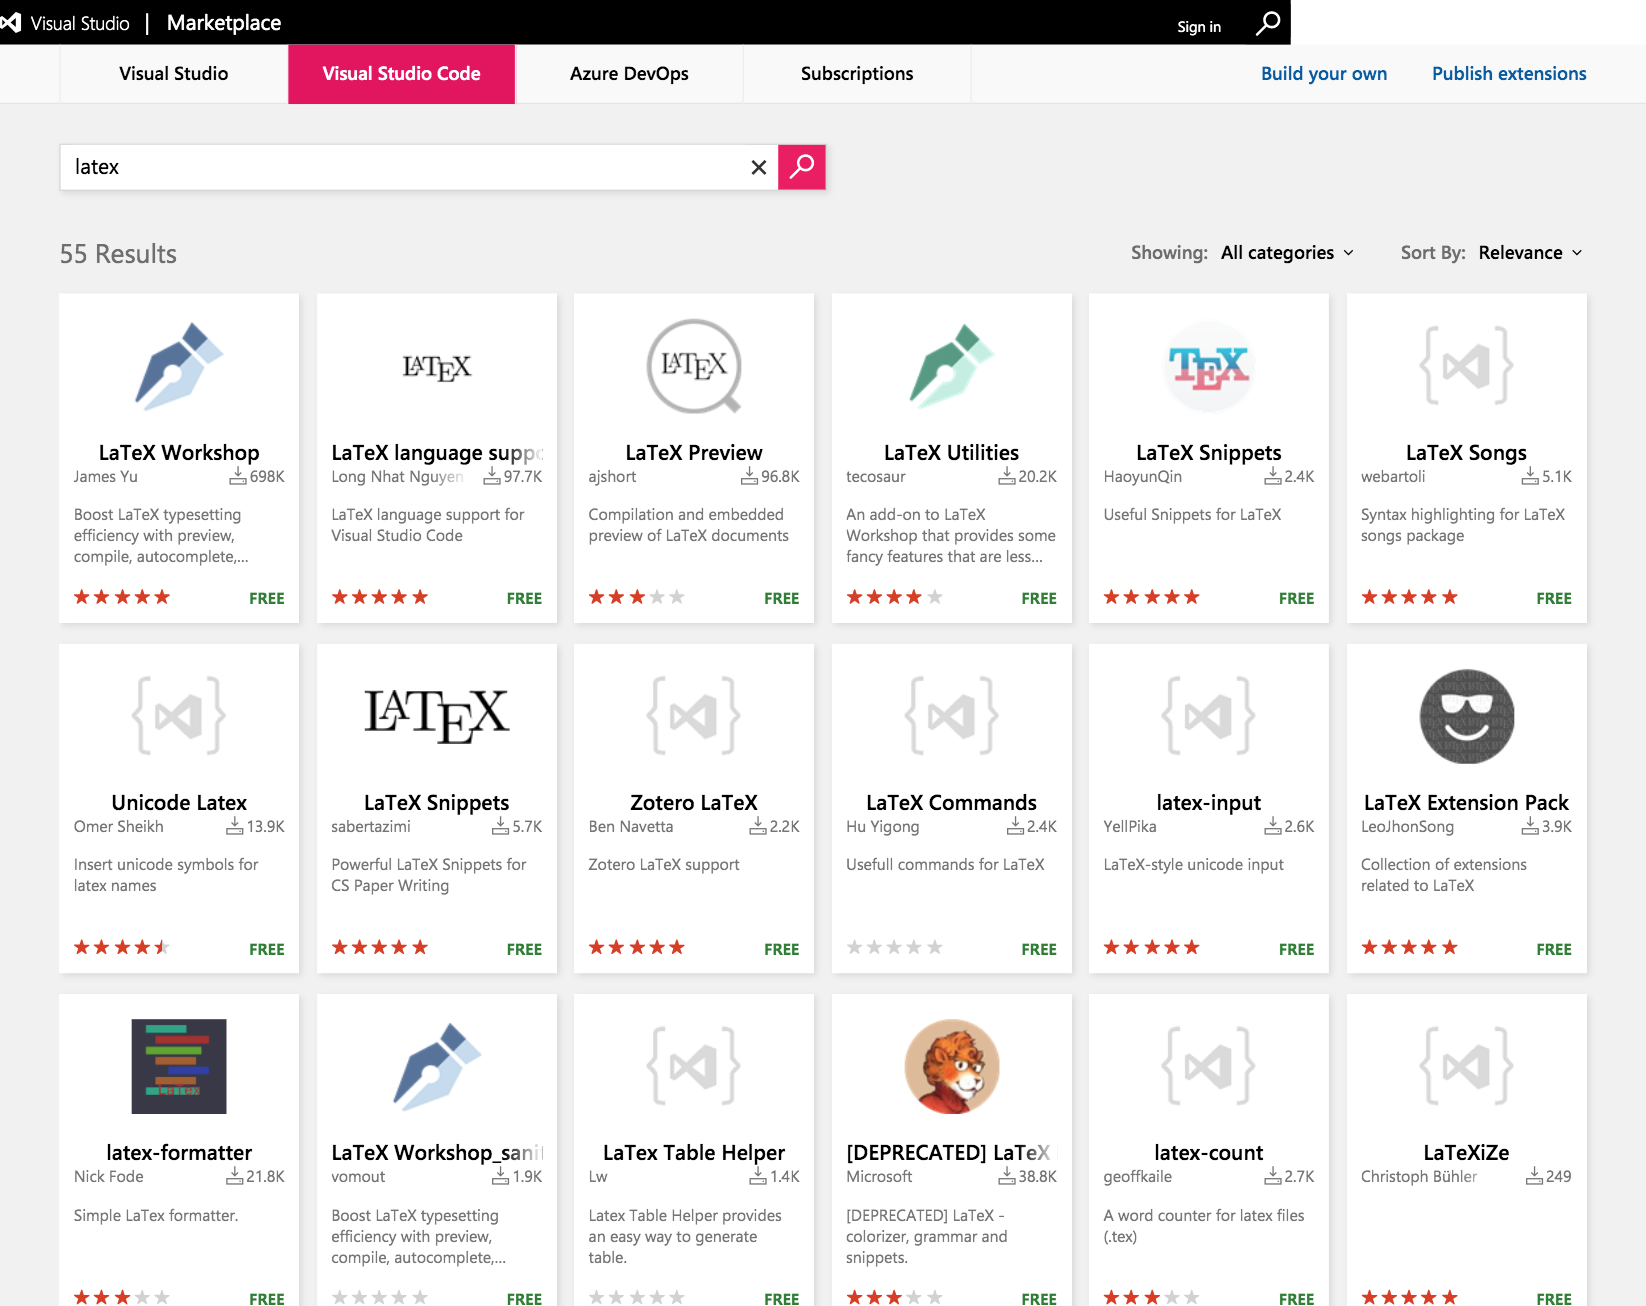 Visual Studio | Marketplace
Sign in
Visual Studio
Visual Studio Code
Azure DevOps
Subscriptions
Build your own
Publish extensions
latex
55 Results
Showing: All categories
Sort By: Relevance
LATEX
LATEX
TEX
LaTeX Workshop
James Yu 698K
Boost LaTeX typesetting
efficiency with preview,
compile, autocomplete,...
FREE
LaTeX language suppo
Long Nhat Nguyen 97.7K
LaTeX language support for
Visual Studio Code
FREE
LaTeX Preview
ajshort 96.8K
Compilation and embedded
preview of LaTeX documents
FREE
LaTeX Utilities
tecosaur 20.2K
An add-on to LaTeX
Workshop that provides some
fancy features that are less...
FREE
LaTeX Snippets
HaoyunQin 2.4K
Useful Snippets for LaTeX
FREE
LaTeX Songs
webartoli 5.1K
Syntax highlighting for LaTeX
songs package
FREE
LATEX
Unicode Latex
Omer Sheikh 13.9K
Insert unicode symbols for
latex names
FREE
LaTeX Snippets
sabertazimi 5.7K
Powerful LaTeX Snippets for
CS Paper Writing
FREE
Zotero LaTeX
Ben Navetta 2.2K
Zotero LaTeX support
FREE
LaTeX Commands
Hu Yigong 2.4K
Usefull commands for LaTeX
FREE
latex-input
YellPika 2.6K
LaTeX-style unicode input
FREE
LaTeX Extension Pack
LeoJhonSong 3.9K
Collection of extensions
related to LaTeX
FREE
LaTex
latex-formatter
Nick Fode 21.8K
Simple LaTex formatter.
FREE
LaTeX Workshop_sanit
vomout 1.9K
Boost LaTeX typesetting
efficiency with preview,
compile, autocomplete,...
FREE
LaTex Table Helper
Lw 1.4K
Latex Table Helper provides
an easy way to generate
table.
FREE
[DEPRECATED] LaTeX
Microsoft 38.8K
[DEPRECATED] LaTeX -
colorizer, grammar and
snippets.
FREE
latex-count
geoffkaile 2.7K
A word counter for latex files
(.tex)
FREE
LaTeXiZe
Christoph Bühler 249
FREE